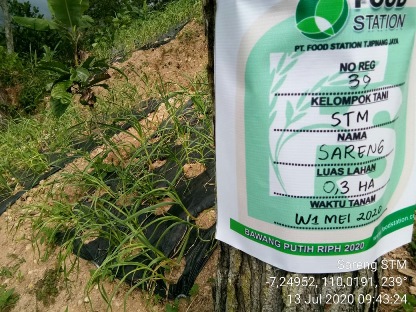 FOOD
STATION
PT. FOOD STATION TJIPINANG JAYA
NO REG
30
KELOMPOK TANI
STM
NAMA
SARENG
LUAS LAHAN
0,3 HA
WAKTU TANAM
W1 MEI 2020
BAWANG PUTIH RIPH 2020
Sareng STM
-7,24952, 110,0191, 239°
13 Jul 2020 09:43:24